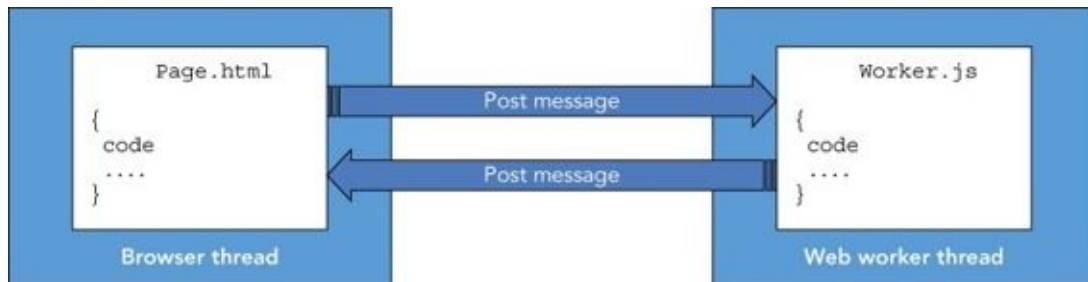 Page.html
{
code
....
}
Browser thread
Post message
Post message
Worker.js
{
code
....
}
Web worker thread